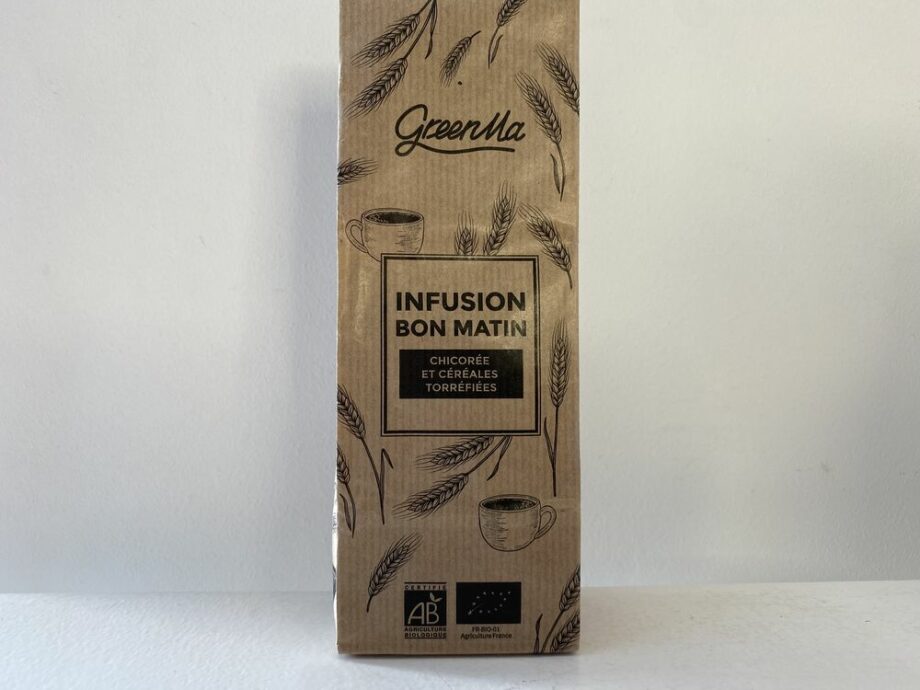 GreenMa
INFUSION
BON MATIN
CHICORÉE
ET CÉRÉALES
TORRÉFIÉES
CERTIFIÉ
AB
AGRICULTURE
BIOLOGIQUE
FR-BIO-01
Agriculture France